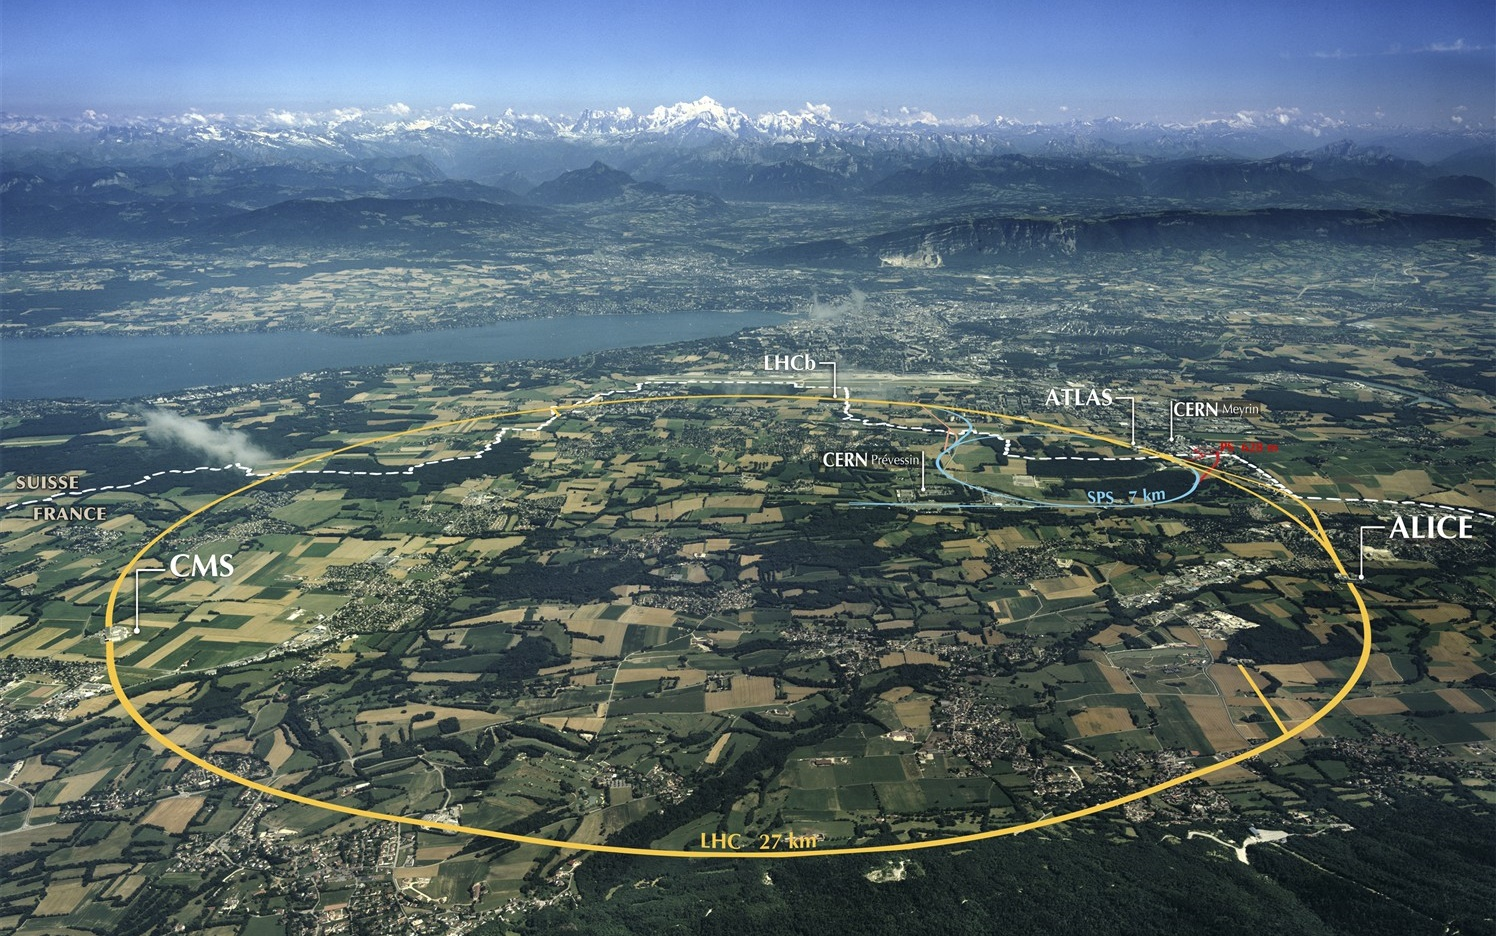 LHCb
ATLAS
CERN Meyrin
CERN Prévessin
SUISSE
FRANCE
SPS 7 km
ALICE
CMS
LHC 27 km